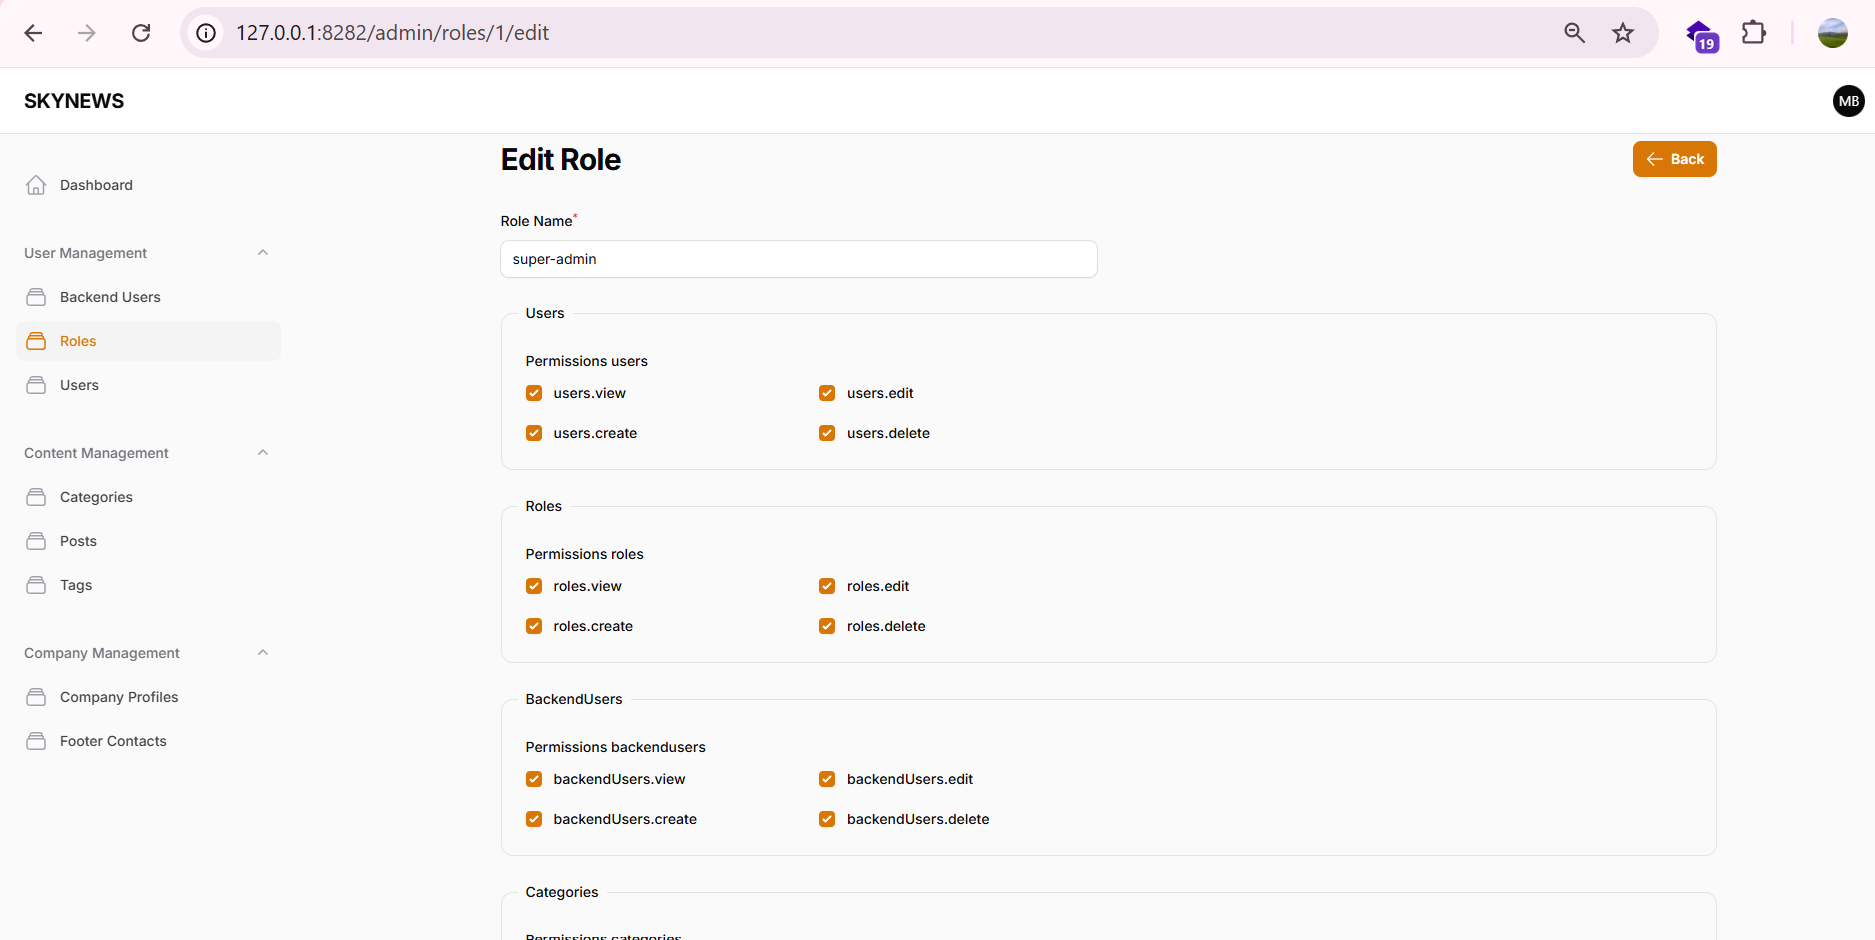 127.0.0.1:8282/admin/roles/1/edit
19
SKYNEWS
MB
Dashboard
User Management
Backend Users
Roles
Users
Content Management
Categories
Posts
Tags
Company Management
Company Profiles
Footer Contacts
Edit Role
Back
Role Name*
super-admin
Users
Permissions users
users.view users.edit
users.create users.delete
Roles
Permissions roles
roles.view roles.edit
roles.create roles.delete
BackendUsers
Permissions backendusers
backendUsers.view backendUsers.edit
backendUsers.create backendUsers.delete
Categories
Permissions categories